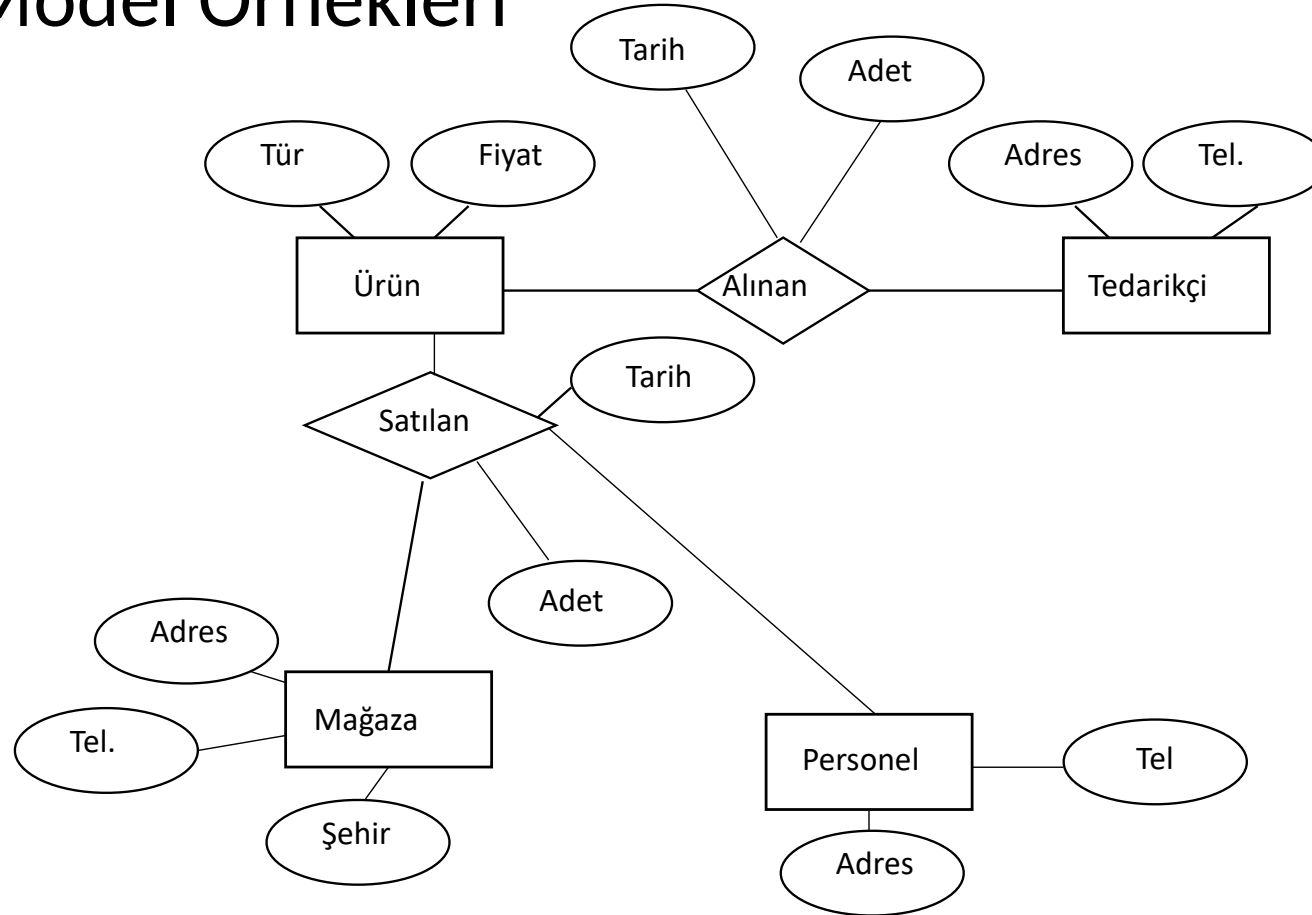 Model Örnekleri
Tarih
Adet
Tür
Fiyat
Adres
Tel.
Ürün
Alınan
Tedarikçi
Tarih
Satılan
Adet
Adres
Mağaza
Tel.
Personel
Tel
Şehir
Adres